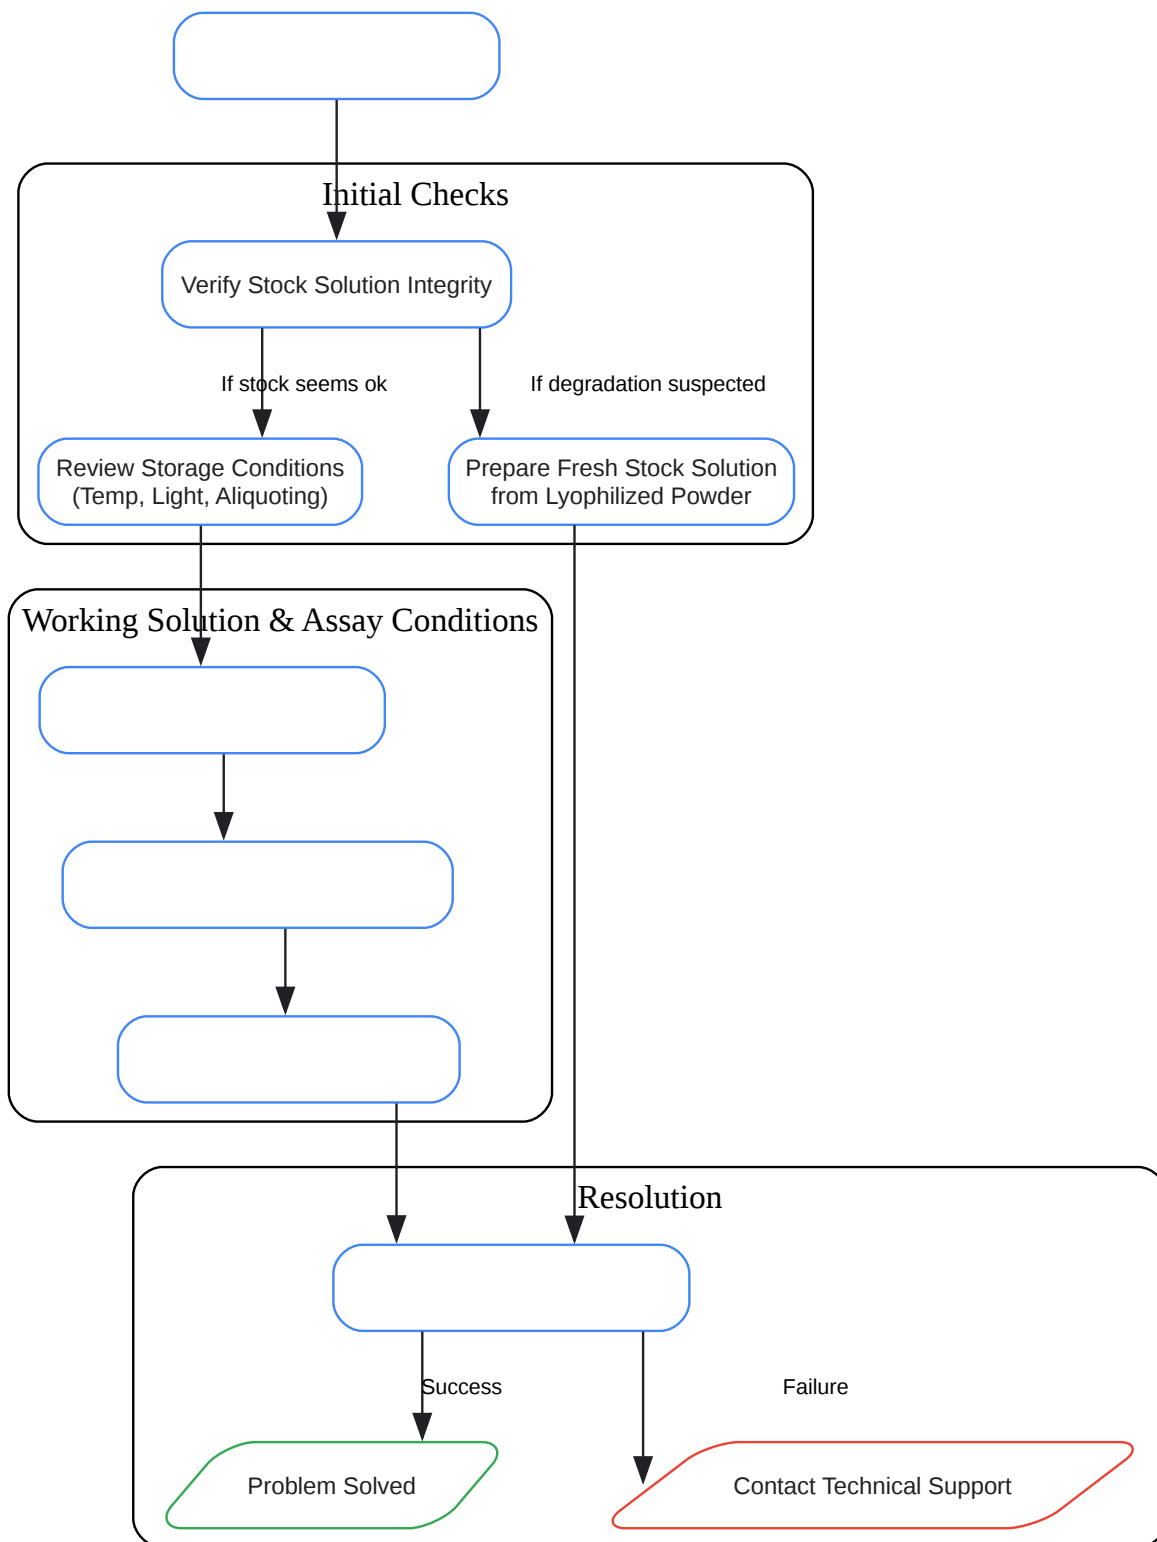 Initial Checks
Verify Stock Solution Integrity
If stock seems ok
If degradation suspected
Review Storage Conditions
(Temp, Light, Aliquoting)
Prepare Fresh Stock Solution
from Lyophilized Powder
Working Solution & Assay Conditions
Resolution
Success
Failure
Problem Solved
Contact Technical Support